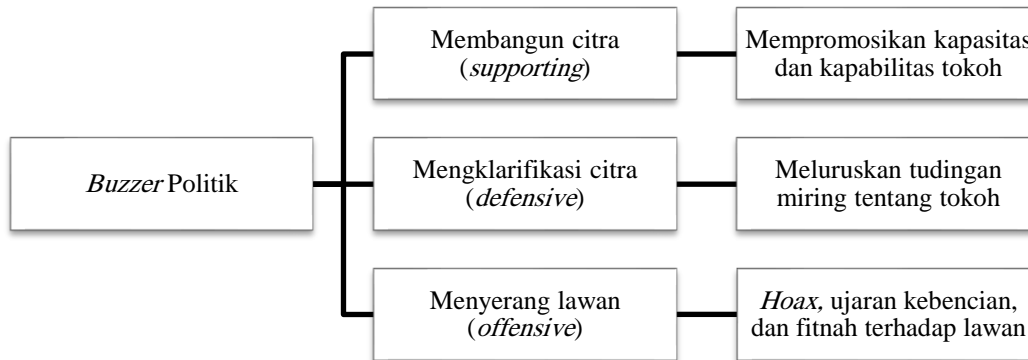 Membangun citra
(supporting)
Mempromosikan kapasitas
dan kapabilitas tokoh
Buzzer Politik
Mengklarifikasi citra
(defensive)
Meluruskan tudingan
miring tentang tokoh
Menyerang lawan
(offensive)
Hoax, ujaran kebencian,
dan fitnah terhadap lawan